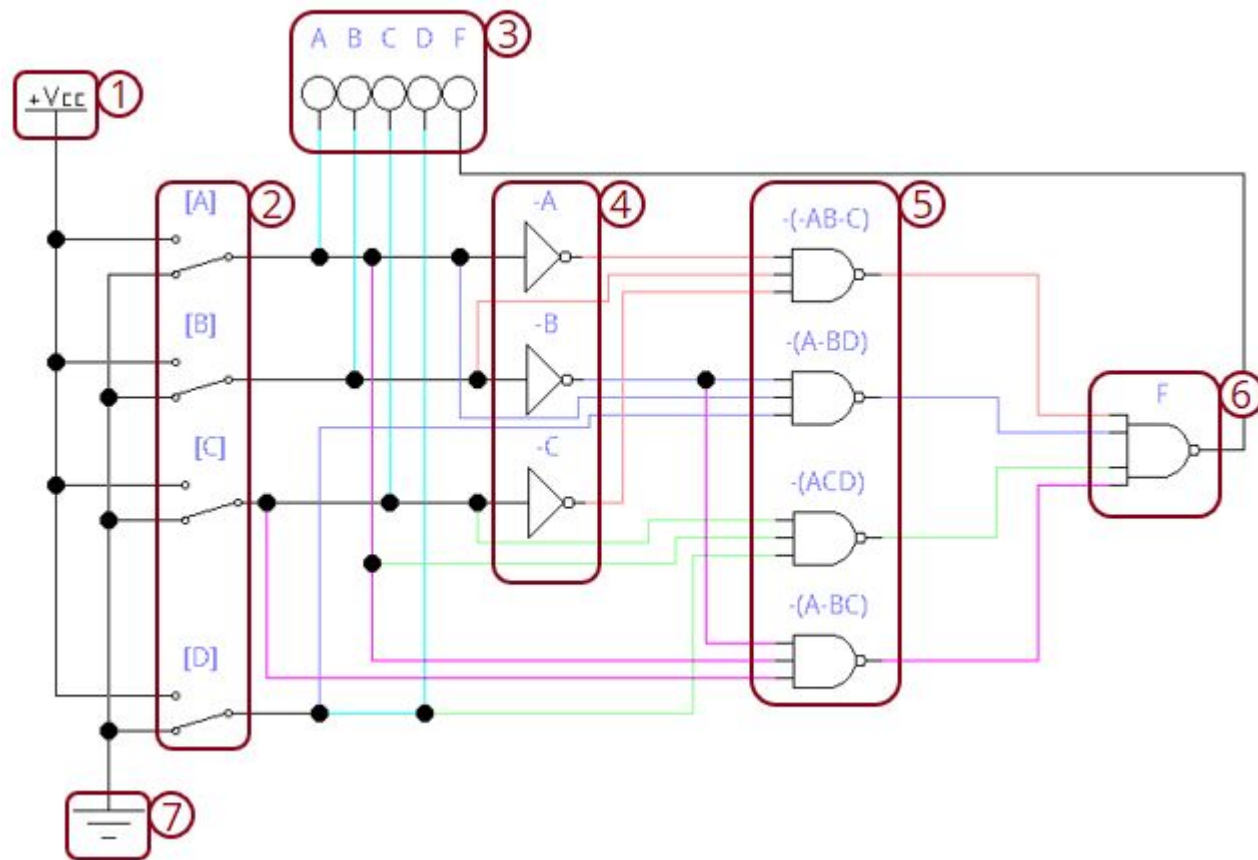 A B C D F
3
+Vcc
1
[A]
2
-A
4
-(-AB-C)
5
[B]
-B
-(A-BD)
F
6
[C]
-C
-(ACD)
-(A-BC)
[D]
7